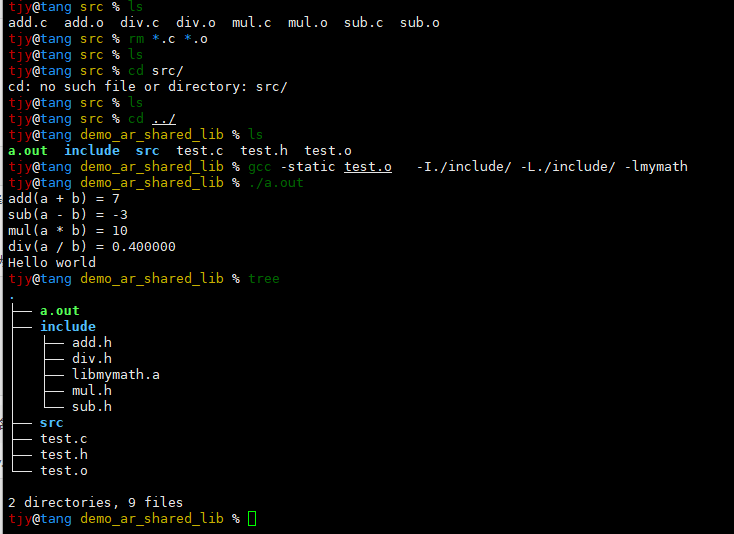 tjy@tang src % ls
add.c  add.o  div.c  div.o  mul.c  mul.o  sub.c  sub.o
tjy@tang src % rm *.c *.o
tjy@tang src % ls
tjy@tang src % cd src/
cd: no such file or directory: src/
tjy@tang src % ls
tjy@tang src % cd ../
tjy@tang demo_ar_shared_lib % ls
a.out  include  src  test.c  test.h  test.o
tjy@tang demo_ar_shared_lib % gcc -static test.o   -I./include/ -L./include/ -lmymath
tjy@tang demo_ar_shared_lib % ./a.out
add(a + b) = 7
sub(a - b) = -3
mul(a * b) = 10
div(a / b) = 0.400000
Hello world
tjy@tang demo_ar_shared_lib % tree
.
├── a.out
├── include
│   ├── add.h
│   ├── div.h
│   ├── libmymath.a
│   ├── mul.h
│   └── sub.h
├── src
├── test.c
├── test.h
└── test.o
2 directories, 9 files
tjy@tang demo_ar_shared_lib %